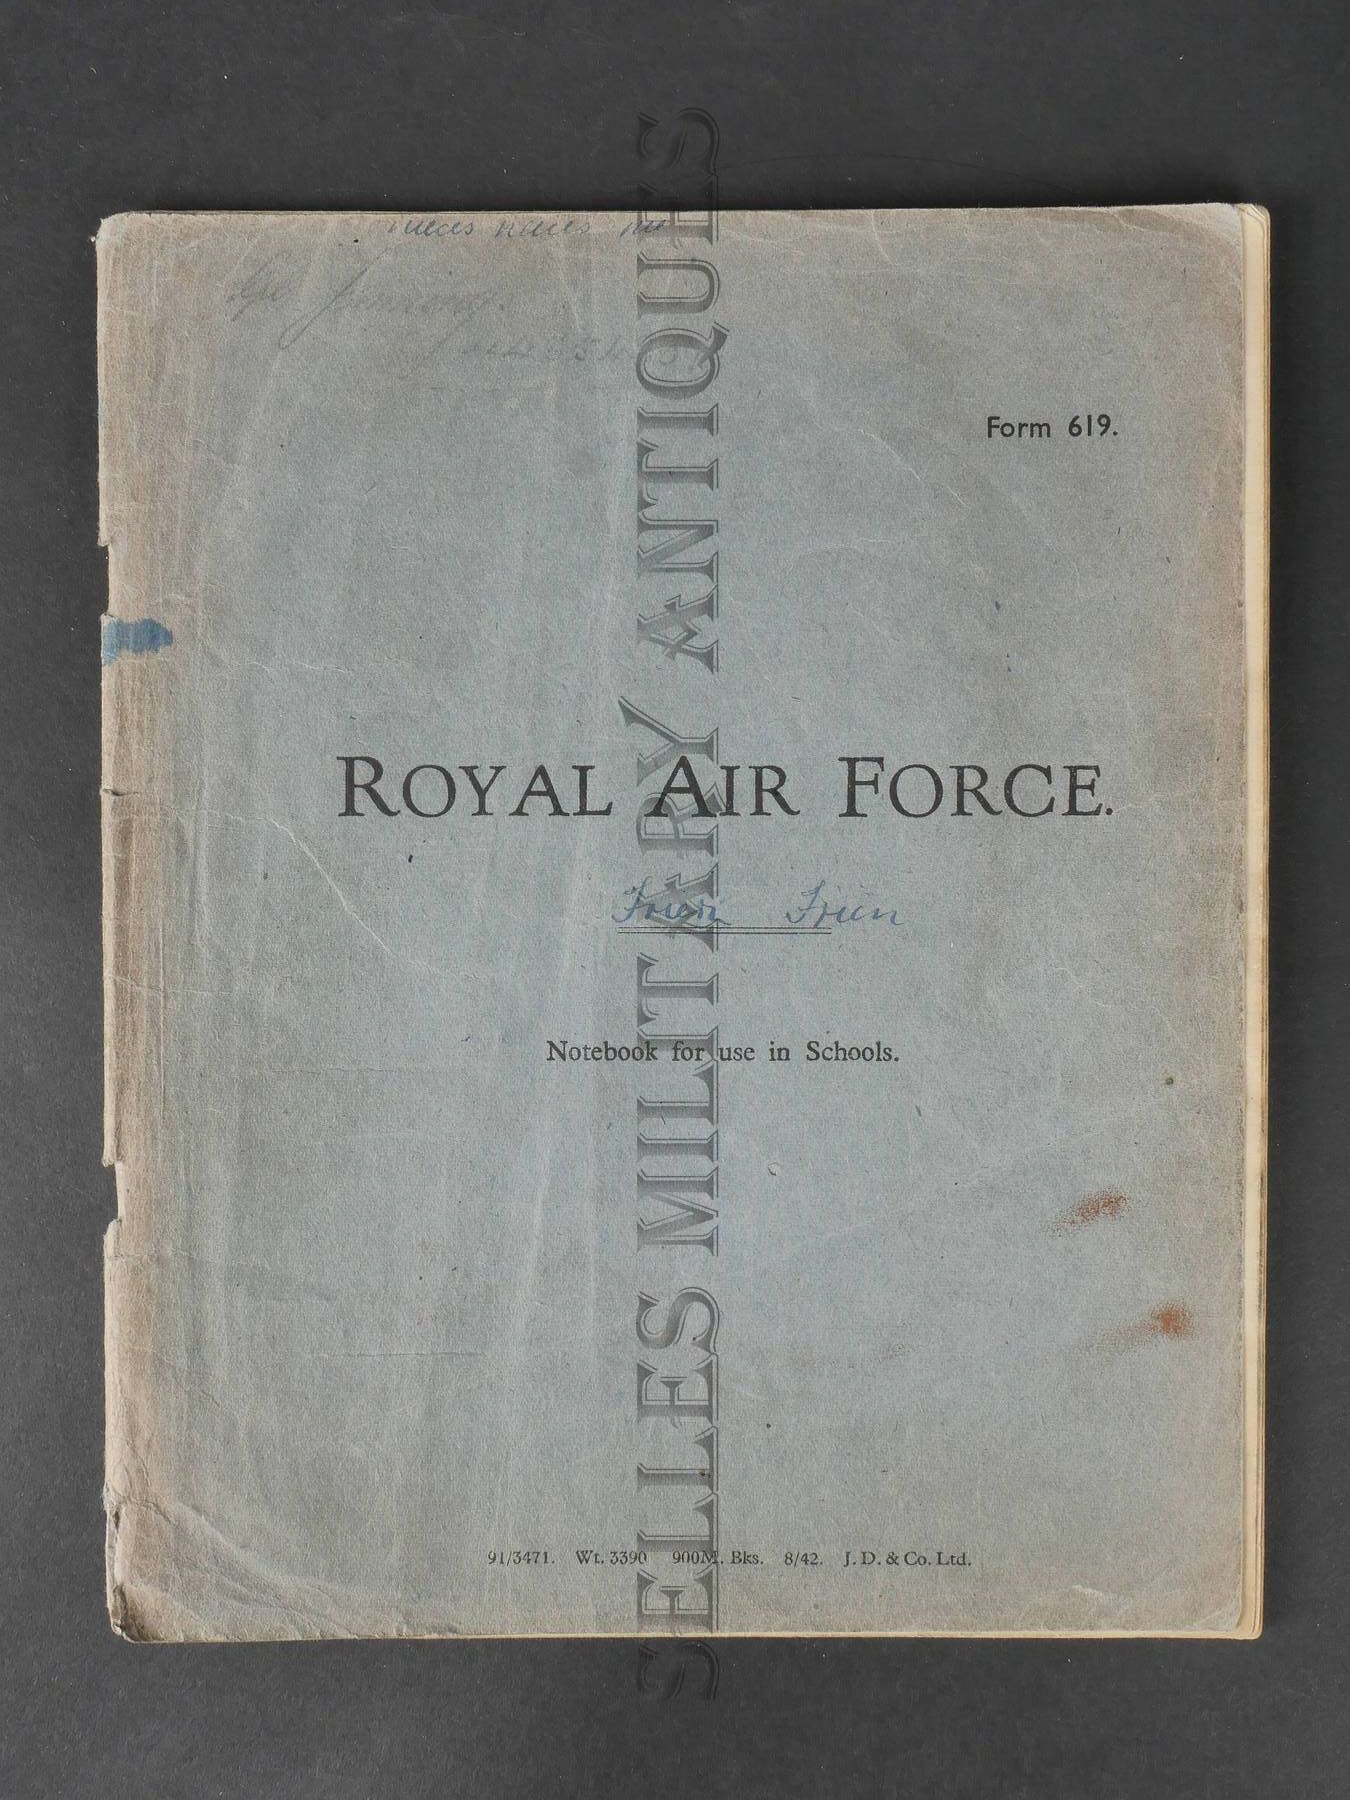 Form 619.
ROYAL AIR FORCE.
Notebook for use in Schools.
91/3471. Wt. 3390 900M. Bks. 8/42. J. D. & Co. Ltd.
SELLES MILITARY ANTIQUES